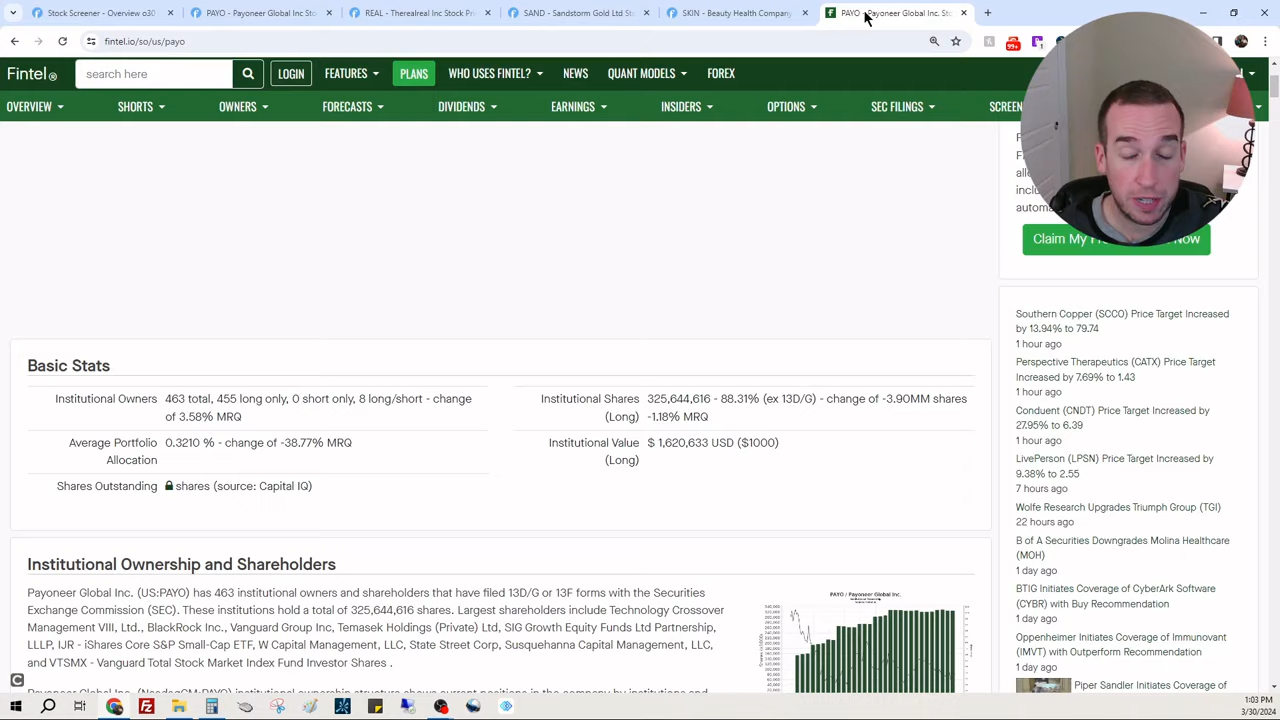 Stock Screener - Overview o30
PAYO - Payoneer Global Inc Sto
REAL - Therealreal Inc Stock Pri
SAND - Sandstorm Gold Ltd St
SKIN - Beauty Health Company
PAYO - Payoneer Global Inc. Sto
fintel.io/so/us/payo
99+
1
Fintel
search here
LOGIN
FEATURES
PLANS
WHO USES FINTEL?
NEWS
QUANT MODELS
FOREX
OVERVIEW
SHORTS
OWNERS
FORECASTS
DIVIDENDS
EARNINGS
INSIDERS
OPTIONS
SEC FILINGS
SCREEN
Claim My
Now
Basic Stats
Institutional Owners 463 total, 455 long only, 0 short only, 8 long/short - change
of 3.58% MRQ
Average Portfolio
Allocation
0.3210 % - change of -38.77% MRQ
Shares Outstanding shares (source: Capital IQ)
Institutional Shares
(Long)
325,644,616 - 88.31% (ex 13D/G) - change of -3.90MM shares
-1.18% MRQ
Institutional Value
(Long)
$ 1,620,633 USD ($1000)
Institutional Ownership and Shareholders
Payoneer Global Inc. (US:PAYO) has 463 institutional owners and shareholders that have filed 13D/G or 13F forms with the Securities
Exchange Commission (SEC). These institutions hold a total of 325,644,616 shares. Largest shareholders include Technology Crossover
Management VIII, Ltd., BlackRock Inc., Vanguard Group Inc, Temasek Holdings (Private) Ltd, SIG Growth Equity Funds Ltd Partnership,
LLLP, IJR - iShares Core S&P Small-Cap ETF, Wellington Capital Management, LLC, State Street Corp, Susquehanna Capital Management, LLC,
and VTSMX - Vanguard Total Stock Market Index Fund Investor Shares .
PAYO / Payoneer Global Inc.
Southern Copper (SCCO) Price Target Increased
by 13.94% to 79.74
1 hour ago
Perspective Therapeutics (CATX) Price Target
Increased by 7.69% to 1.43
1 hour ago
Conduent (CNDT) Price Target Increased by
27.95% to 6.39
1 hour ago
LivePerson (LPSN) Price Target Increased by
9.38% to 2.55
7 hours ago
Wolfe Research Upgrades Triumph Group (TGI)
22 hours ago
B of A Securities Downgrades Molina Healthcare
(MOH)
1 day ago
BTIG Initiates Coverage of CyberArk Software
(CYBR) with Buy Recommendation
1 day ago
Oppenheimer Initiates Coverage of Immunovant
(IMVT) with Outperform Recommendation
1 day ago
Piper Sandler Initiates Coverage of
1:03 PM
3/30/2024